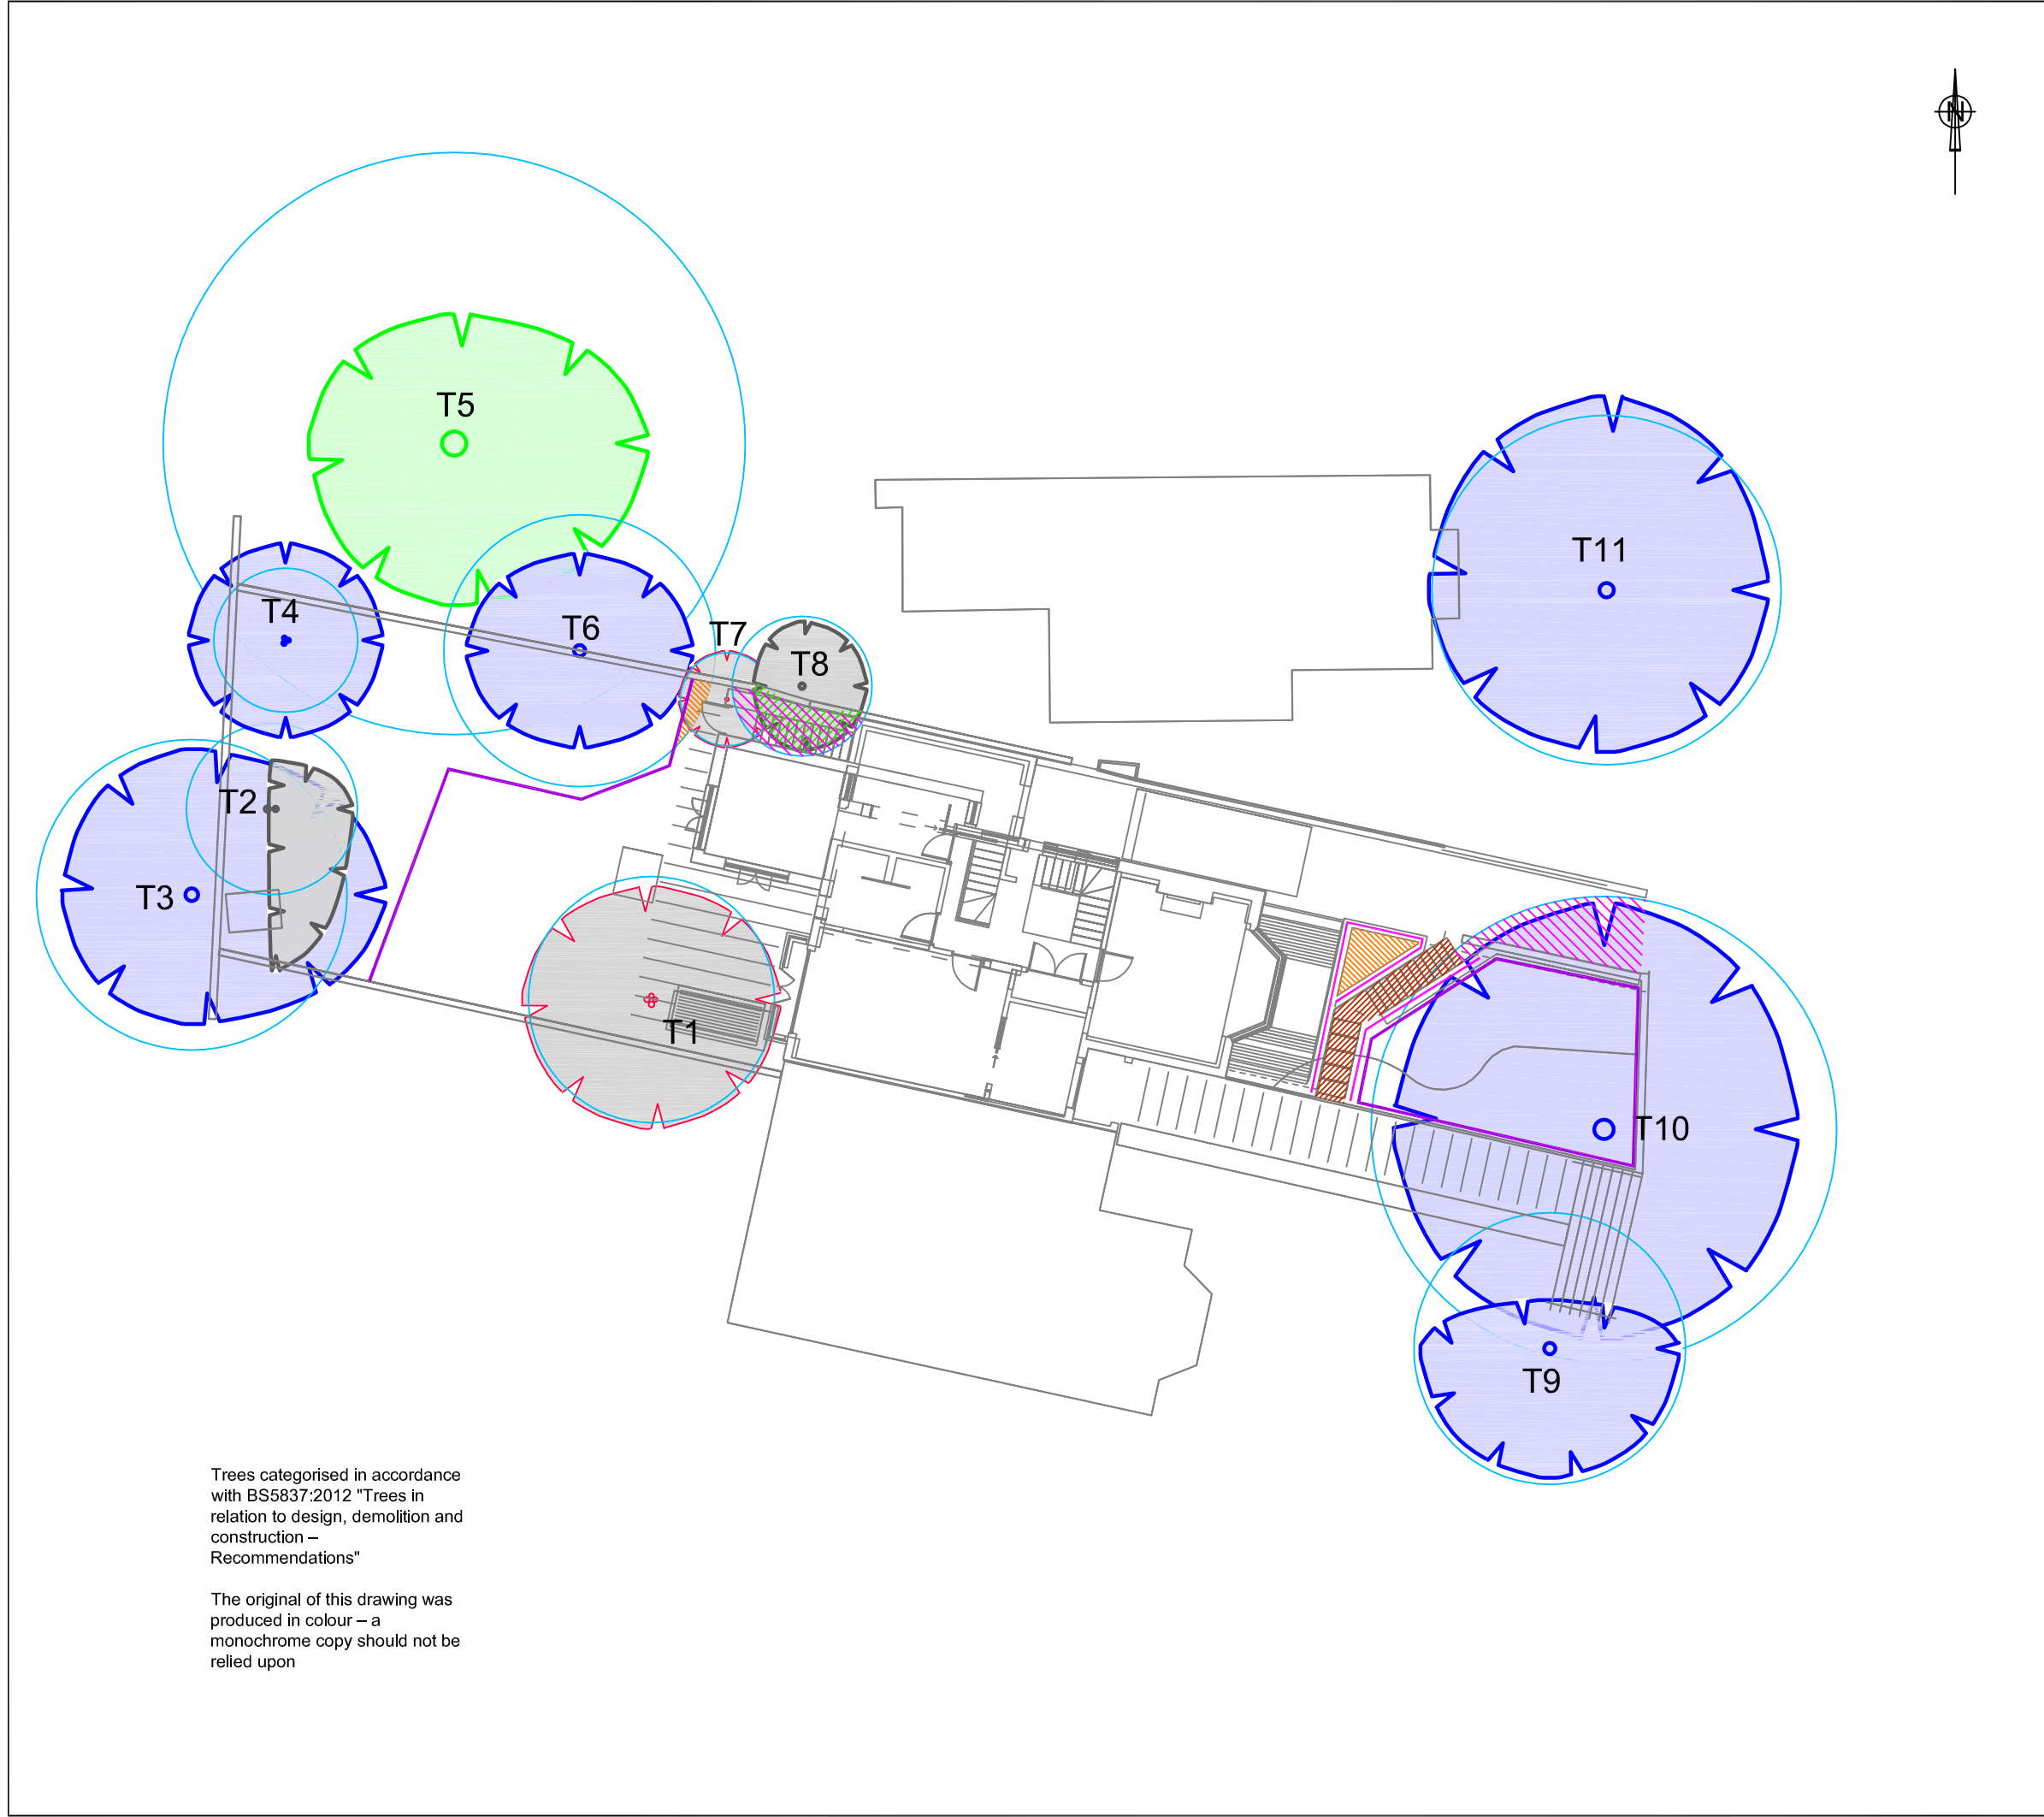 N
T5
T11
T4
T6
T7
T8
T2
T3
T1
T10
T9
Trees categorised in accordance
with BS5837:2012 "Trees in
relation to design, demolition and
construction –
Recommendations"
The original of this drawing was
produced in colour – a
monochrome copy should not be
relied upon